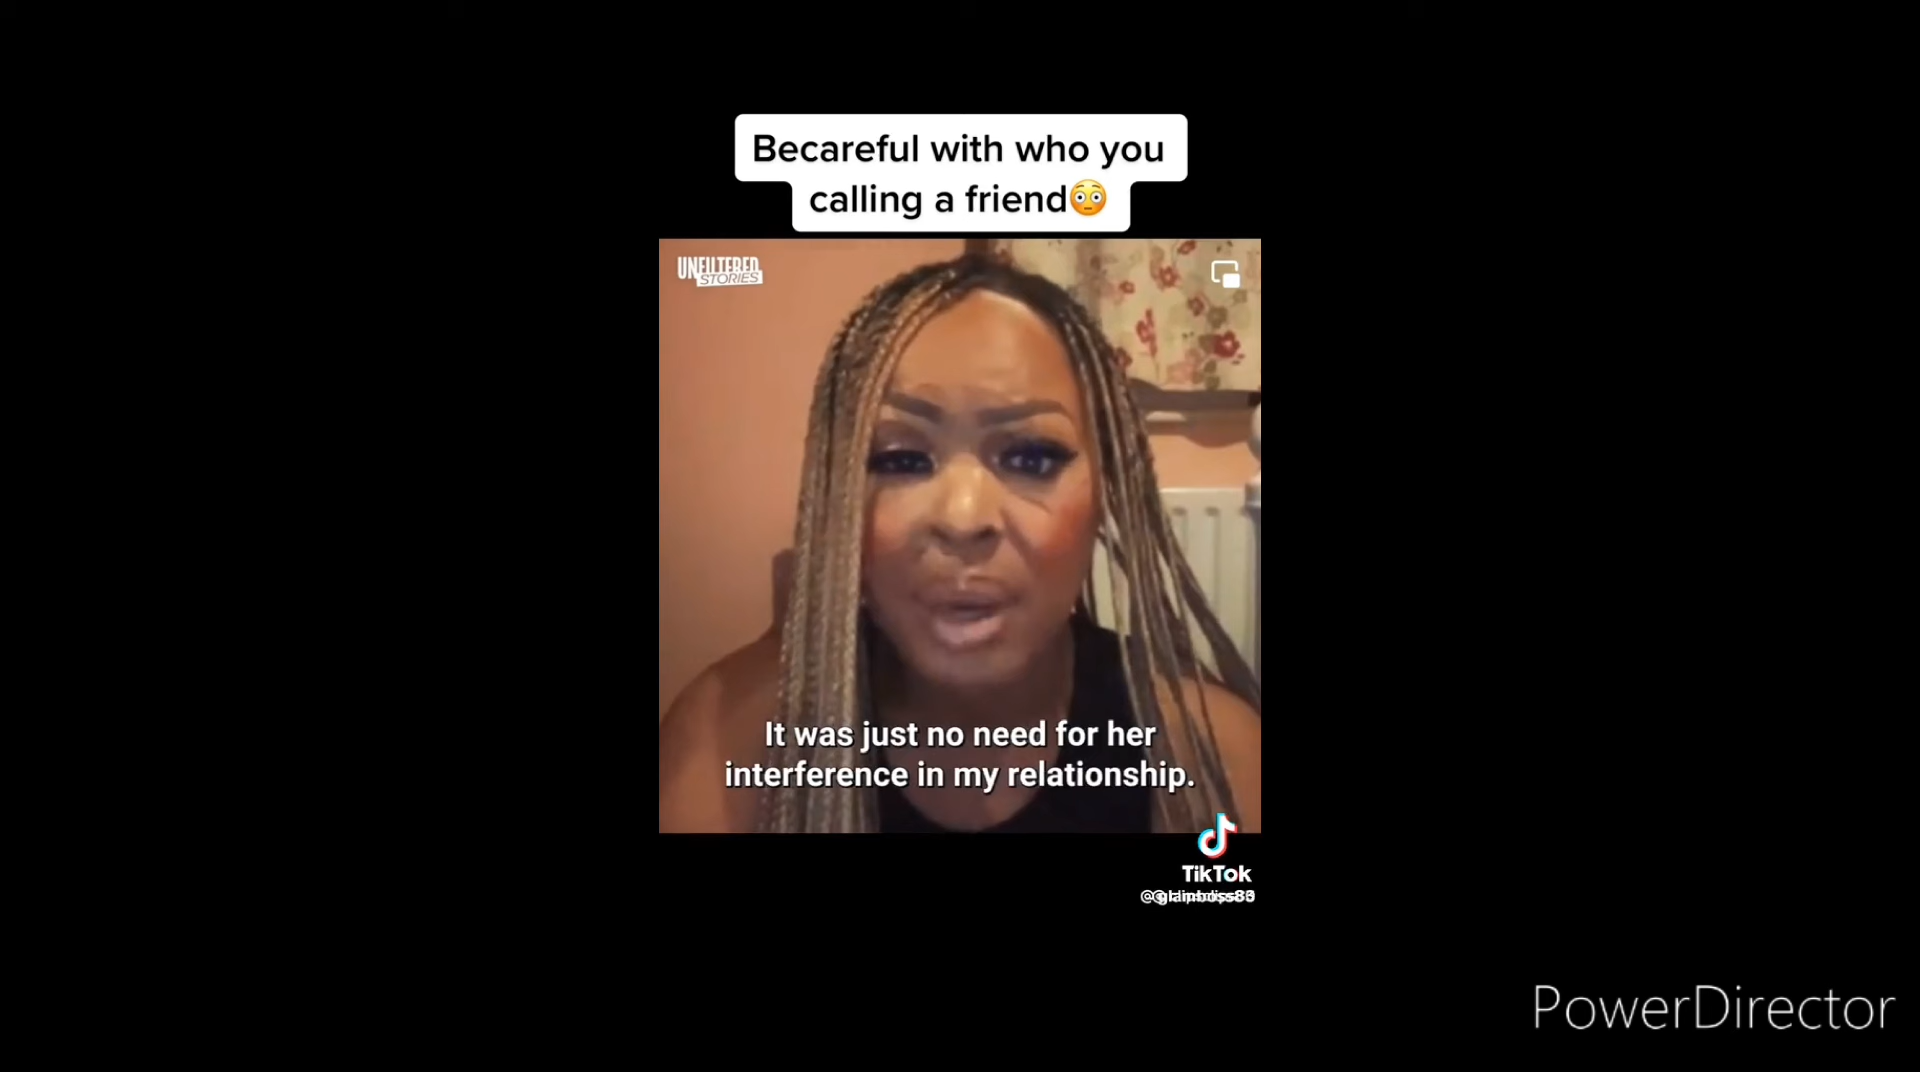 Becareful with who you
calling a friend😳
UNFILTERED
STORIES
It was just no need for her
interference in my relationship.
TikTok
PowerDirector